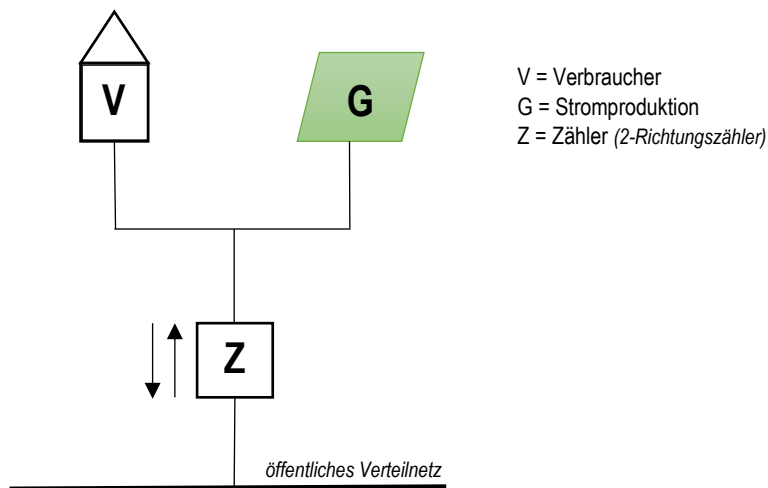 V
G
V = Verbraucher
G = Stromproduktion
Z = Zähler (2-Richtungszähler)
Z
öffentliches Verteilnetz